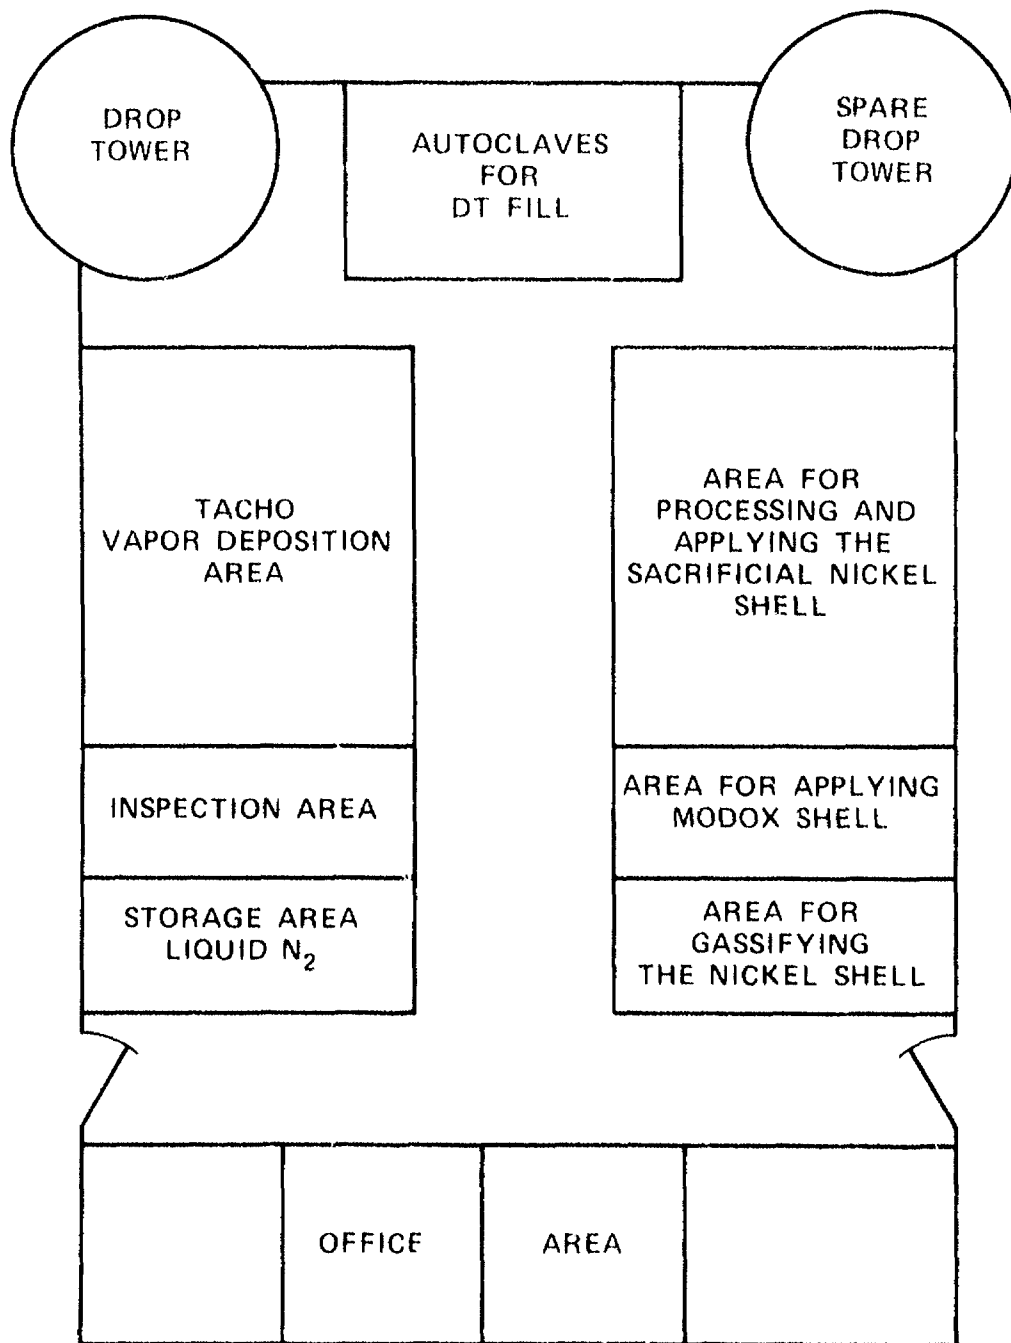 DROP
TOWER
AUTOCLAVES
FOR
DT FILL
SPARE
DROP
TOWER
TACHO
VAPOR DEPOSITION
AREA
AREA FOR
PROCESSING AND
APPLYING THE
SACRIFICIAL NICKEL
SHELL
INSPECTION AREA
AREA FOR APPLYING
MODOX SHELL
STORAGE AREA
LIQUID N₂
AREA FOR
GASSIFYING
THE NICKEL SHELL
OFFICE AREA